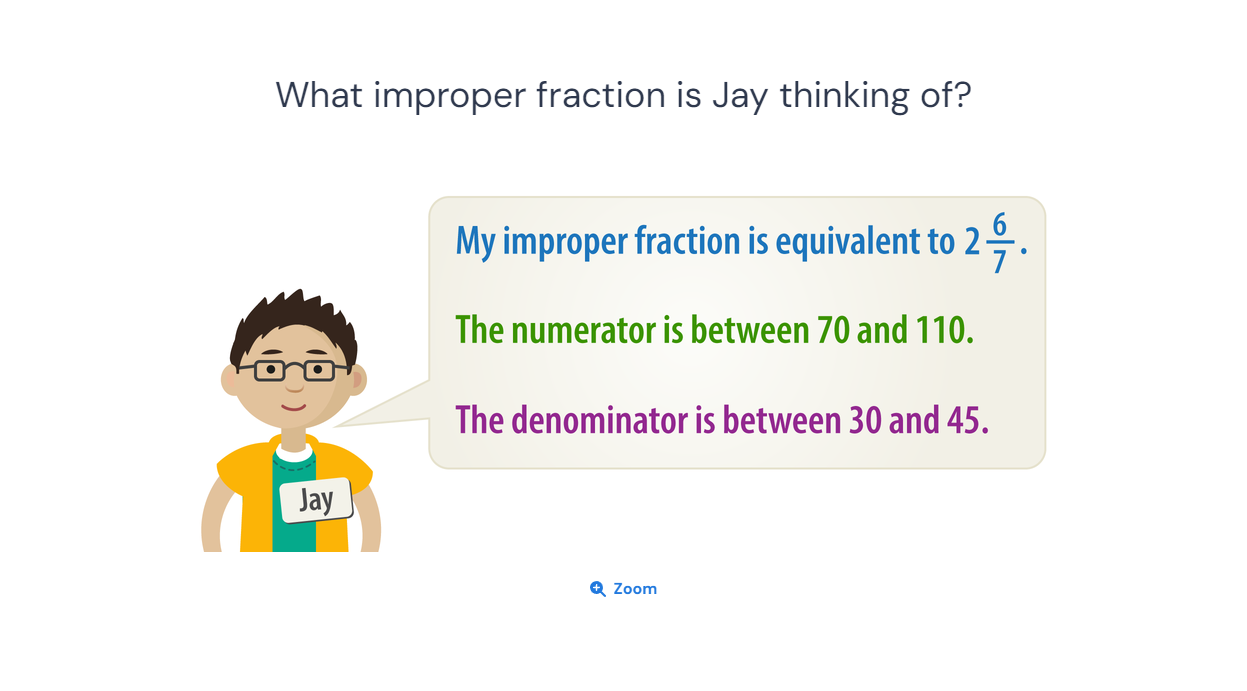 What improper fraction is Jay thinking of?
My improper fraction is equivalent to 2 6/7.
The numerator is between 70 and 110.
The denominator is between 30 and 45.
Jay
Zoom